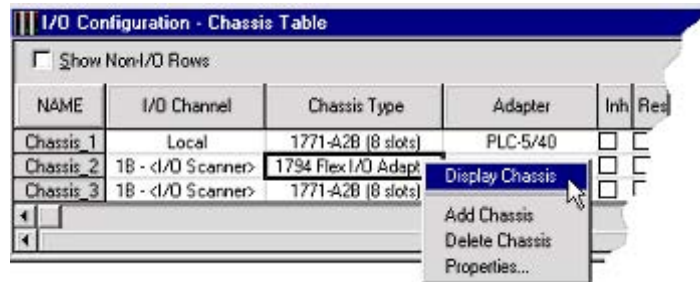 I/O Configuration - Chassis Table
Show Non-I/O Rows
NAME I/O Channel Chassis Type Adapter Inh Res
Chassis_1 Local 1771-A2B (8 slots) PLC-5/40
Chassis_2 1B - <I/O Scanner> 1794 Flex I/O Adapt
Chassis_3 1B - <I/O Scanner> 1771-A2B (8 slots)
Display Chassis
Add Chassis
Delete Chassis
Properties...